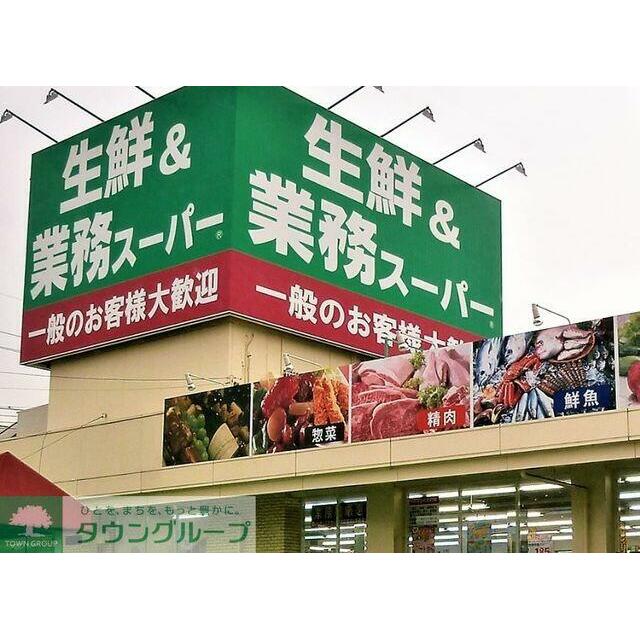 生鮮&
業務スーパー®
一般のお客様大歓迎
生鮮&
業務スーパー®
一般のお客様大
惣菜
精肉
鮮魚
185
ひとを、まちを、もっと豊かに。
タウングループ
TOWN GROUP